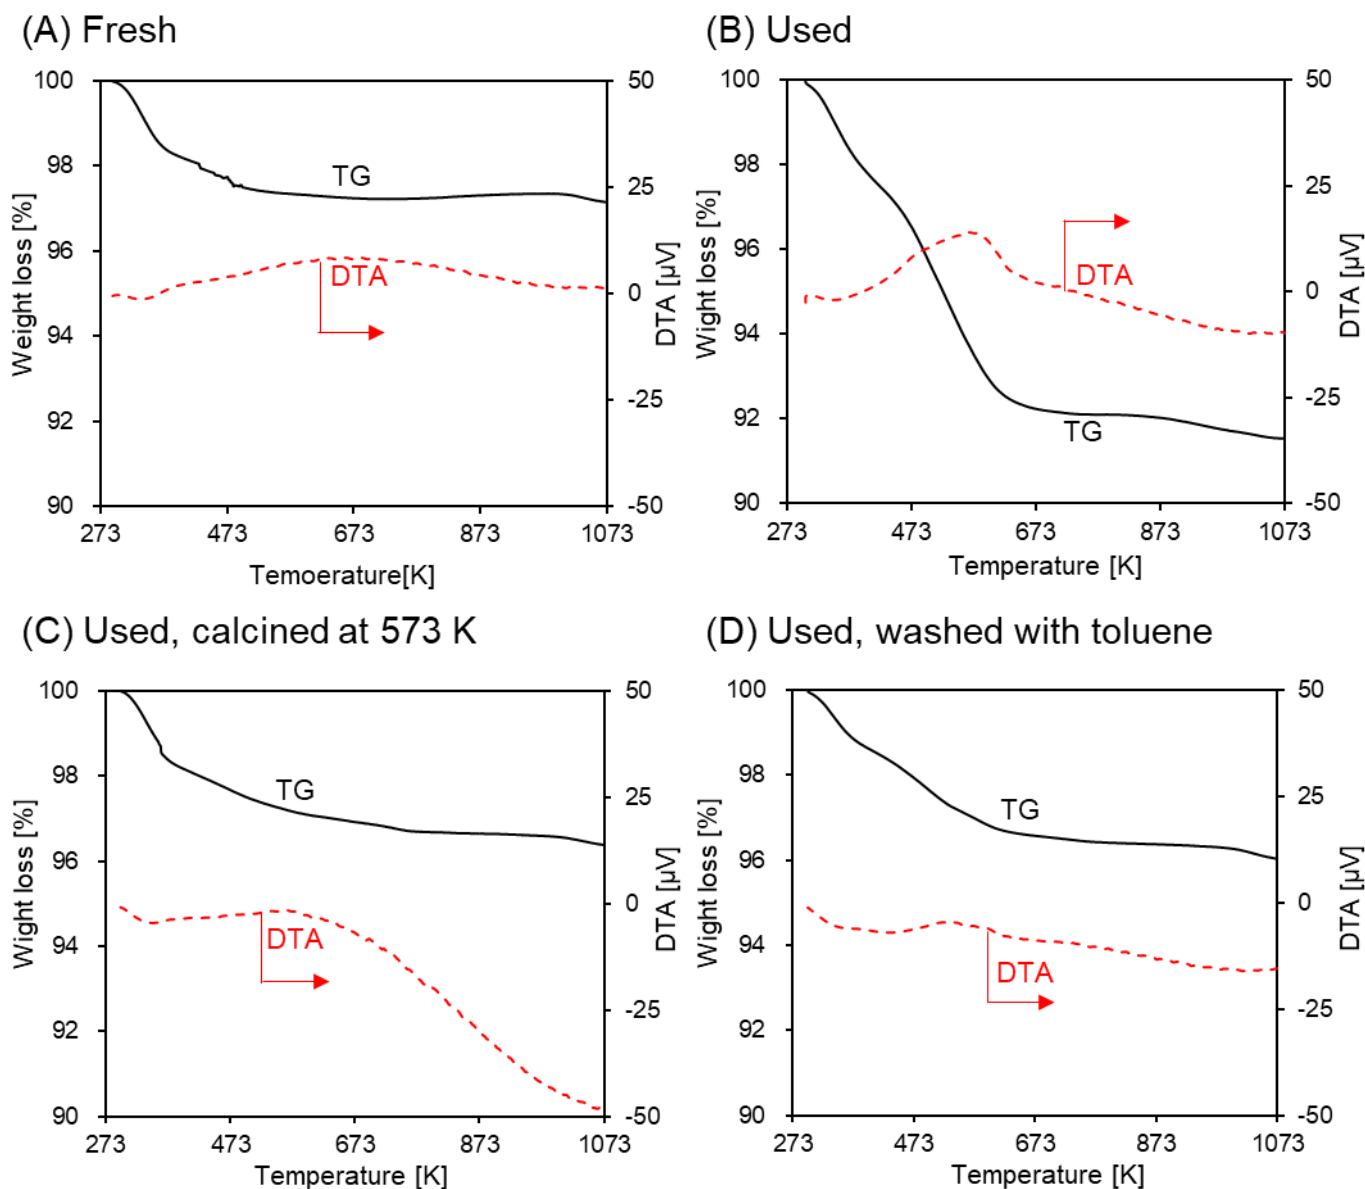 (A) Fresh
100
98
96
94
92
90
Weight loss [%]
TG
DTA
50
25
0
-25
-50
DTA [µV]
273 473 673 873 1073
Temoerature[K]
(B) Used
100
98
96
94
92
90
Wight loss [%]
DTA
TG
50
25
0
-25
-50
DTA [µV]
273 473 673 873 1073
Temperature [K]
(C) Used, calcined at 573 K
100
98
96
94
92
90
Wight loss [%]
TG
DTA
50
25
0
-25
-50
DTA [µV]
273 473 673 873 1073
Temperature [K]
(D) Used, washed with toluene
100
98
96
94
92
90
Wight loss [%]
TG
DTA
50
25
0
-25
-50
DTA [µV]
273 473 673 873 1073
Temperature [K]